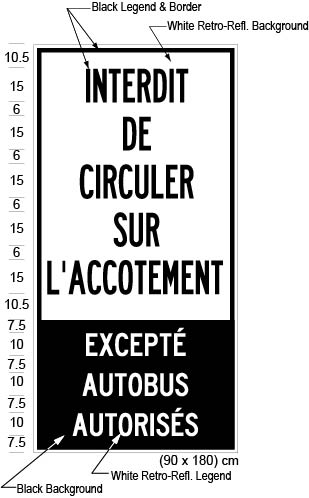 Black Legend & Border
White Retro-Refl. Background
10.5
15
6
15
6
15
6
15
6
15
10.5
7.5
10
7.5
10
7.5
10
7.5
INTERDIT
DE
CIRCULER
SUR
L'ACCOTEMENT
EXCEPTÉ
AUTOBUS
AUTORISÉS
(90 x 180) cm
White Retro-Refl. Legend
Black Background